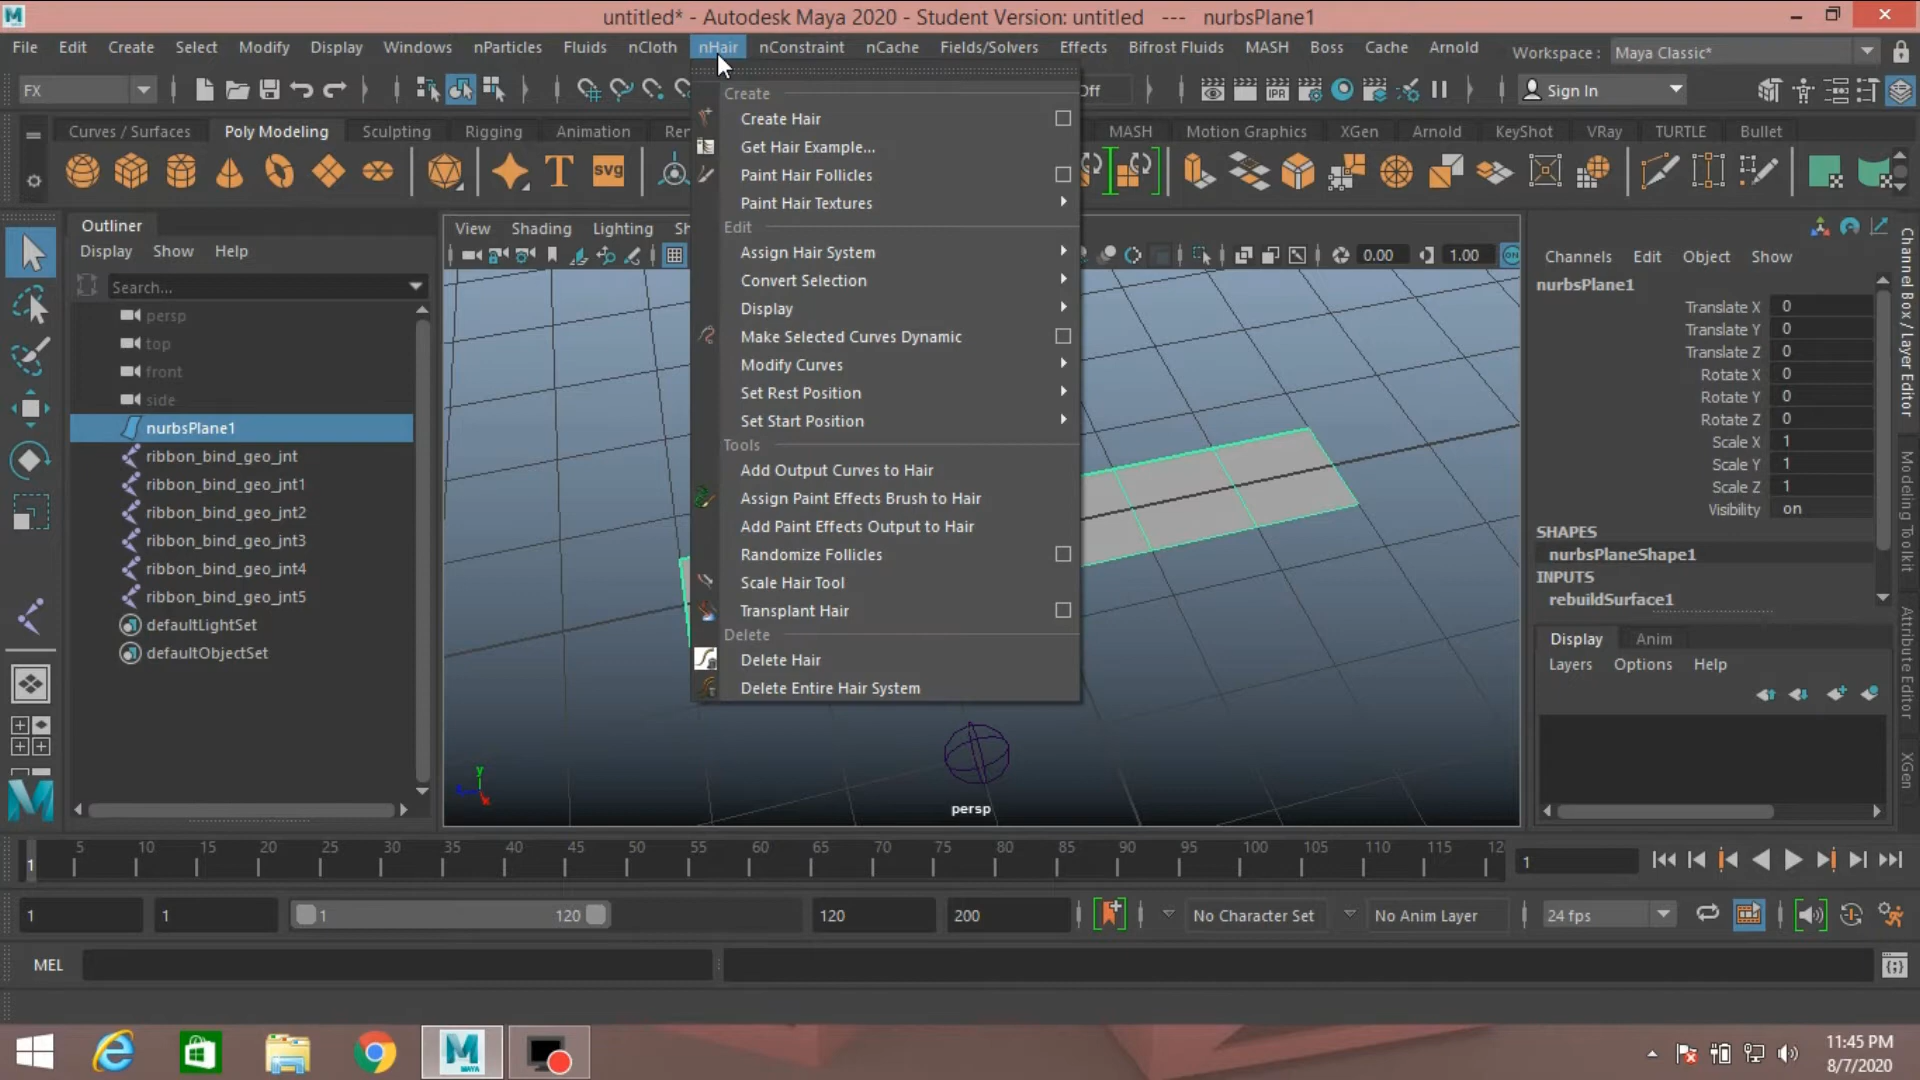 untitled* - Autodesk Maya 2020 - Student Version: untitled --- nurbsPlane1
File Edit Create Select Modify Display Windows nParticles Fluids nCloth nHair nConstraint nCache Fields/Solvers Effects Bifrost Fluids MASH Boss Cache Arnold Workspace : Maya Classic*
FX Off Sign In
Curves / Surfaces Poly Modeling Sculpting Rigging Animation Ren MASH Motion Graphics XGen Arnold KeyShot VRay TURTLE Bullet
T SVG
Outliner
Display Show Help
Search...
persp
top
front
side
nurbsPlane1
ribbon_bind_geo_jnt
ribbon_bind_geo_jnt1
ribbon_bind_geo_jnt2
ribbon_bind_geo_jnt3
ribbon_bind_geo_jnt4
ribbon_bind_geo_jnt5
defaultLightSet
defaultObjectSet
View Shading Lighting Sh
0.00 1.00 ON
Create
Create Hair
Get Hair Example...
Paint Hair Follicles
Paint Hair Textures
Edit
Assign Hair System
Convert Selection
Display
Make Selected Curves Dynamic
Modify Curves
Set Rest Position
Set Start Position
Tools
Add Output Curves to Hair
Assign Paint Effects Brush to Hair
Add Paint Effects Output to Hair
Randomize Follicles
Scale Hair Tool
Transplant Hair
Delete
Delete Hair
Delete Entire Hair System
y
persp
Channels Edit Object Show
nurbsPlane1
Translate X 0
Translate Y 0
Translate Z 0
Rotate X 0
Rotate Y 0
Rotate Z 0
Scale X 1
Scale Y 1
Scale Z 1
Visibility on
SHAPES
nurbsPlaneShape1
INPUTS
rebuildSurface1
Display Anim
Layers Options Help
Channel Box / Layer Editor
Modeling Toolkit
Attribute Editor
XGen
1 5 10 15 20 25 30 35 40 45 50 55 60 65 70 75 80 85 90 95 100 105 110 115 12 1
1 1 1 120 120 200 No Character Set No Anim Layer 24 fps
MEL
MAYA
11:45 PM
8/7/2020